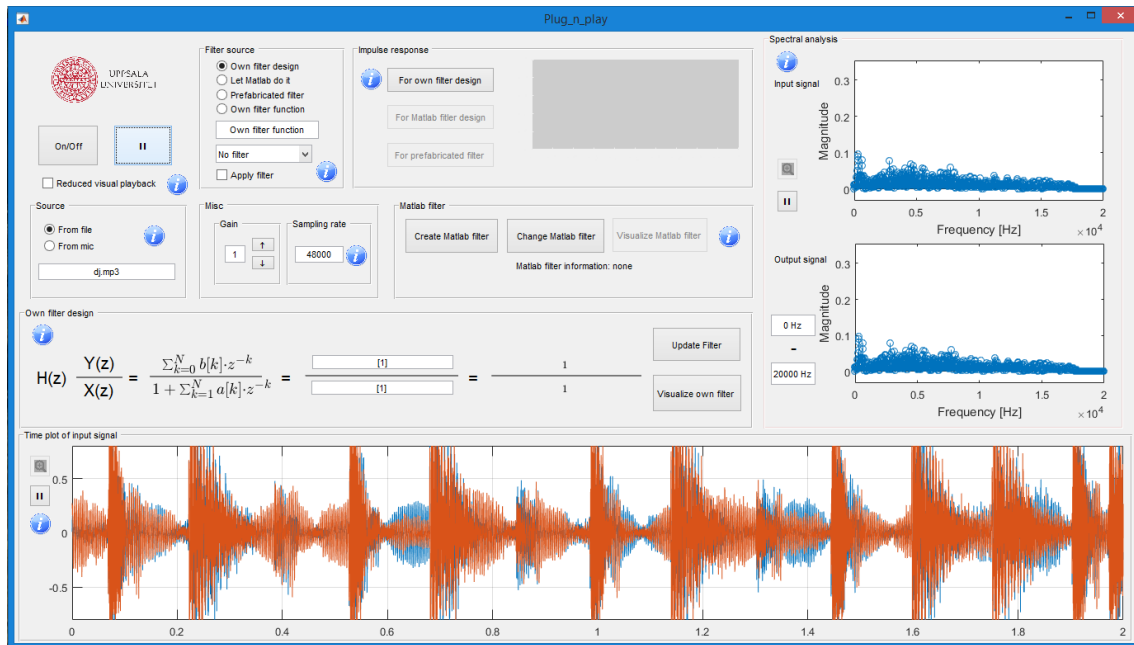 Plug_n_play
UPPSALA
UNIVERSITET
On/Off
Reduced visual playback
Filter source
Own filter design
Let Matlab do it
Prefabricated filter
Own filter function
Own filter function
No filter
Apply filter
Impulse response
For own filter design
For Matlab filter design
For prefabricated filter
Source
From file
From mic
dj.mp3
Misc
Gain
1
↑
↓
Sampling rate
48000
Matlab filter
Create Matlab filter
Change Matlab filter
Visualize Matlab filter
Matlab filter information: none
Spectral analysis
Input signal
Magnitude
0.3
0.2
0.1
0
0 0.5 1 1.5 2
Frequency [Hz]
× 10^4
Output signal
0 Hz
-
20000 Hz
Magnitude
0.3
0.2
0.1
0
0 0.5 1 1.5 2
Frequency [Hz]
× 10^4
Own filter design
H(z) Y(z)/X(z) = ∑_{k=0}^{N} b[k]·z^{-k} / 1 + ∑_{k=1}^{N} a[k]·z^{-k} = [1]/[1] = 1/1
Update Filter
Visualize own filter
Time plot of input signal
0.5
0
-0.5
0 0.2 0.4 0.6 0.8 1 1.2 1.4 1.6 1.8 2